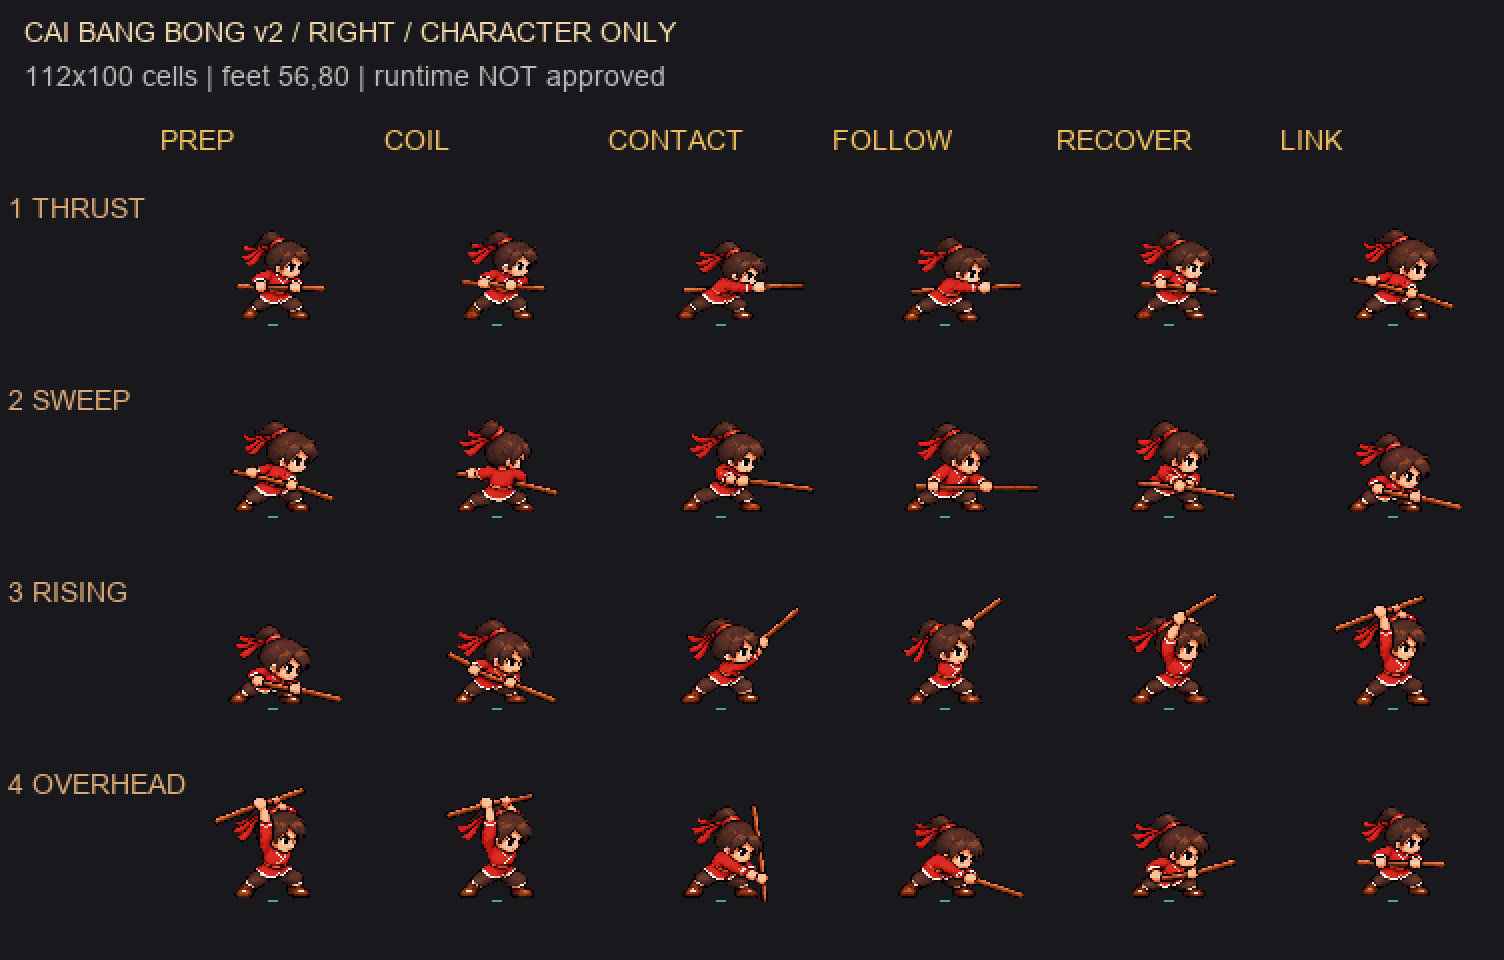 CAI BANG BONG v2 / RIGHT / CHARACTER ONLY
112x100 cells | feet 56,80 | runtime NOT approved
PREP COIL CONTACT FOLLOW RECOVER LINK
1 THRUST
2 SWEEP
3 RISING
4 OVERHEAD